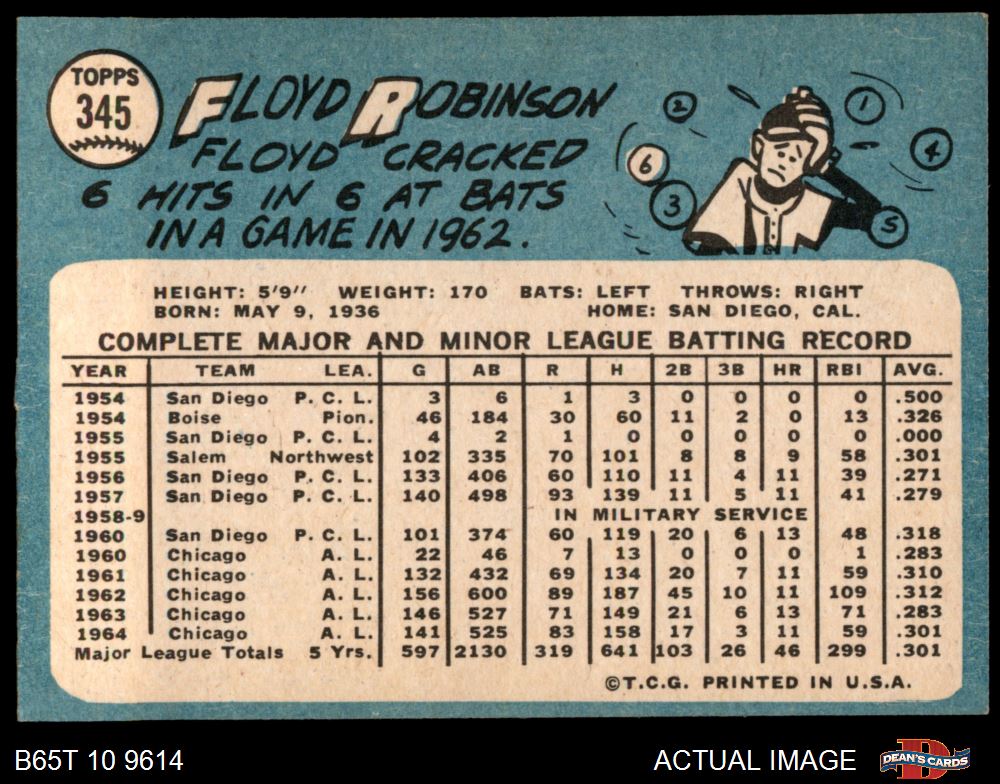 TOPPS
345
FLOYD ROBINSON
FLOYD CRACKED
6 HITS IN 6 AT BATS
IN A GAME IN 1962.
2 1 6 4 3 5
HEIGHT: 5'9" WEIGHT: 170 BATS: LEFT THROWS: RIGHT
BORN: MAY 9, 1936 HOME: SAN DIEGO, CAL.
COMPLETE MAJOR AND MINOR LEAGUE BATTING RECORD
YEAR TEAM LEA. G AB R H 2B 3B HR RBI AVG.
1954 San Diego P. C. L. 3 6 1 3 0 0 0 0 .500
1954 Boise Pion. 46 184 30 60 11 2 0 13 .326
1955 San Diego P. C. L. 4 2 1 0 0 0 0 0 .000
1955 Salem Northwest 102 335 70 101 8 8 9 58 .301
1956 San Diego P. C. L. 133 406 60 110 11 4 11 39 .271
1957 San Diego P. C. L. 140 498 93 139 11 5 11 41 .279
1958-9 IN MILITARY SERVICE
1960 San Diego P. C. L. 101 374 60 119 20 6 13 48 .318
1960 Chicago A. L. 22 46 7 13 0 0 0 1 .283
1961 Chicago A. L. 132 432 69 134 20 7 11 59 .310
1962 Chicago A. L. 156 600 89 187 45 10 11 109 .312
1963 Chicago A. L. 146 527 71 149 21 6 13 71 .283
1964 Chicago A. L. 141 525 83 158 17 3 11 59 .301
Major League Totals 5 Yrs. 597 2130 319 641 103 26 46 299 .301
©T.C.G. PRINTED IN U.S.A.
B65T 10 9614 ACTUAL IMAGE DEAN'S CARDS